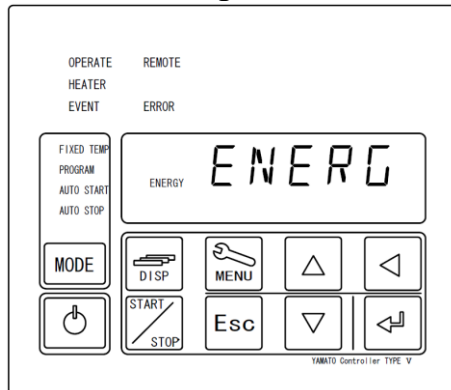 OPERATE REMOTE
HEATER
EVENT ERROR
FIXED TEMP
PROGRAM
AUTO START
AUTO STOP
ENERGY ENERG
MODE DISP MENU
START/STOP Esc
YAMATO Controller TYPE V